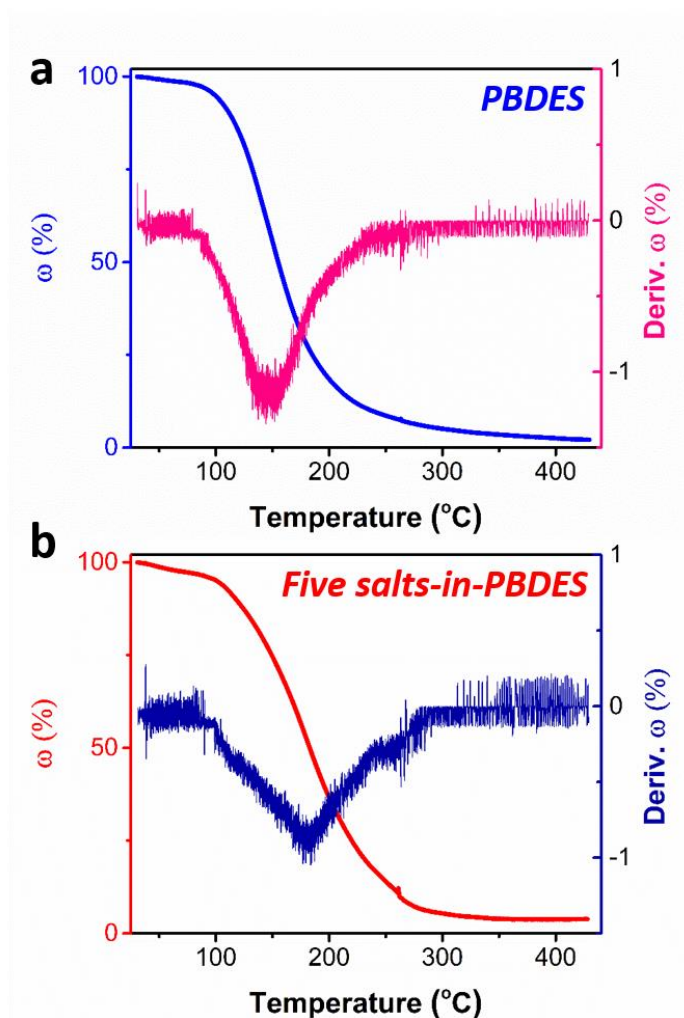 a
PBDES
100
50
0
ω (%)
1
0
-1
Deriv. ω (%)
100
200
300
400
Temperature (°C)
b
Five salts-in-PBDES
100
50
0
ω (%)
1
0
-1
Deriv. ω (%)
100
200
300
400
Temperature (°C)